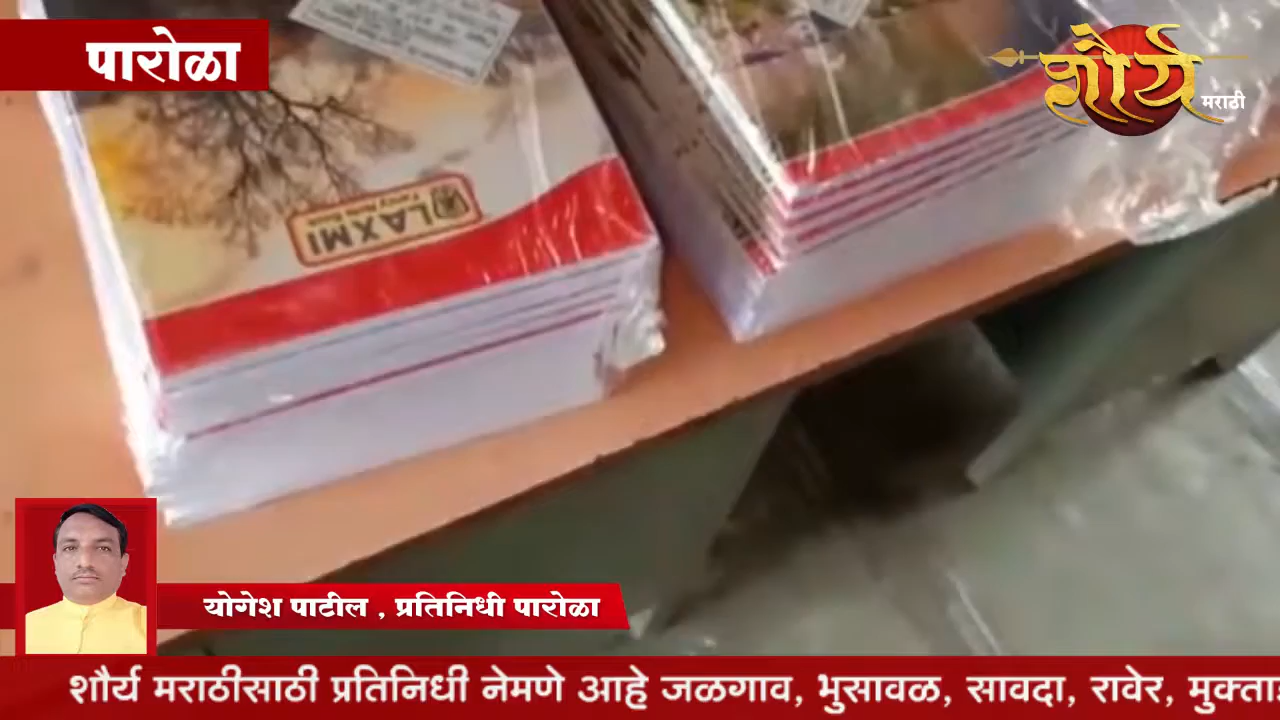 पारोळा
शौर्य
मराठी
LAXMI
योगेश पाटील , प्रतिनिधी पारोळा
शौर्य मराठीसाठी प्रतिनिधी नेमणे आहे जळगाव, भुसावळ, सावदा, रावेर,